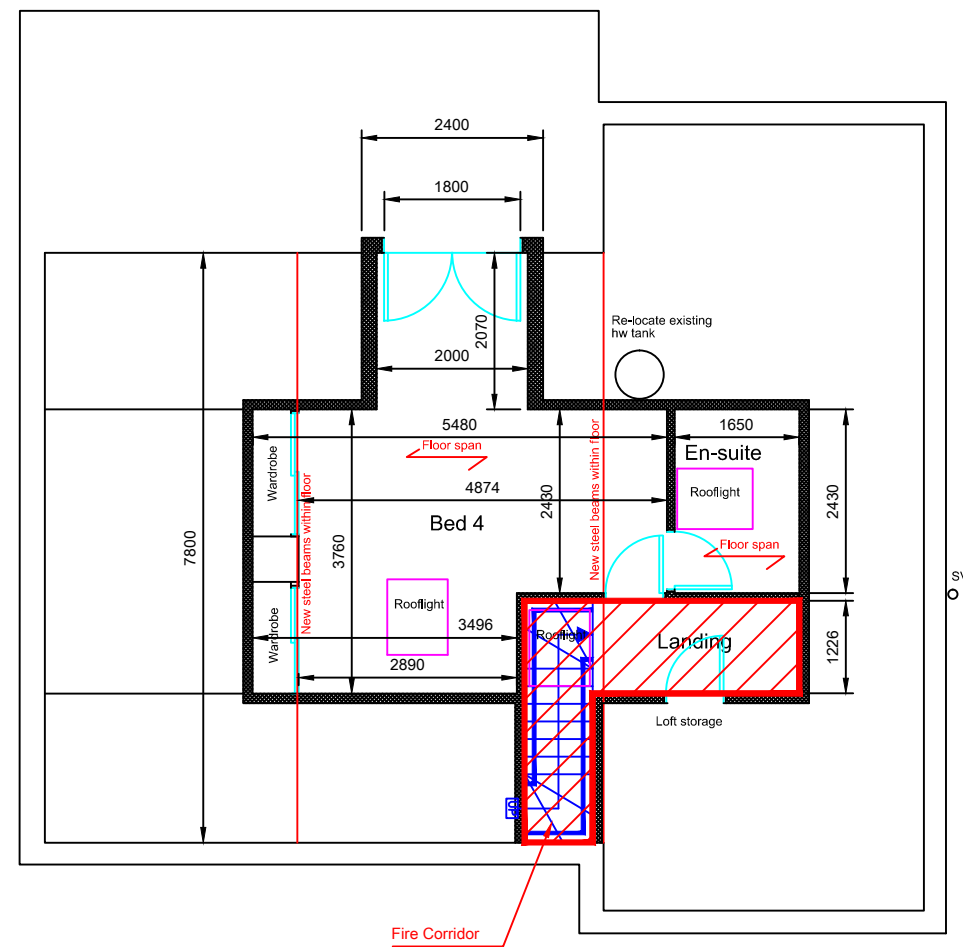 2400
1800
Re-locate existing
hw tank
2070
2000
5480
1650
Floor span
En-suite
Wardrobe
Rooflight
4874
2430
2430
Bed 4
New steel beams within floor
New steel beams within floor
7800
3760
Floor span
SV
Rooflight
Wardrobe
3496
Rooflight
Landing
1226
2890
Loft storage
UP
Fire Corridor